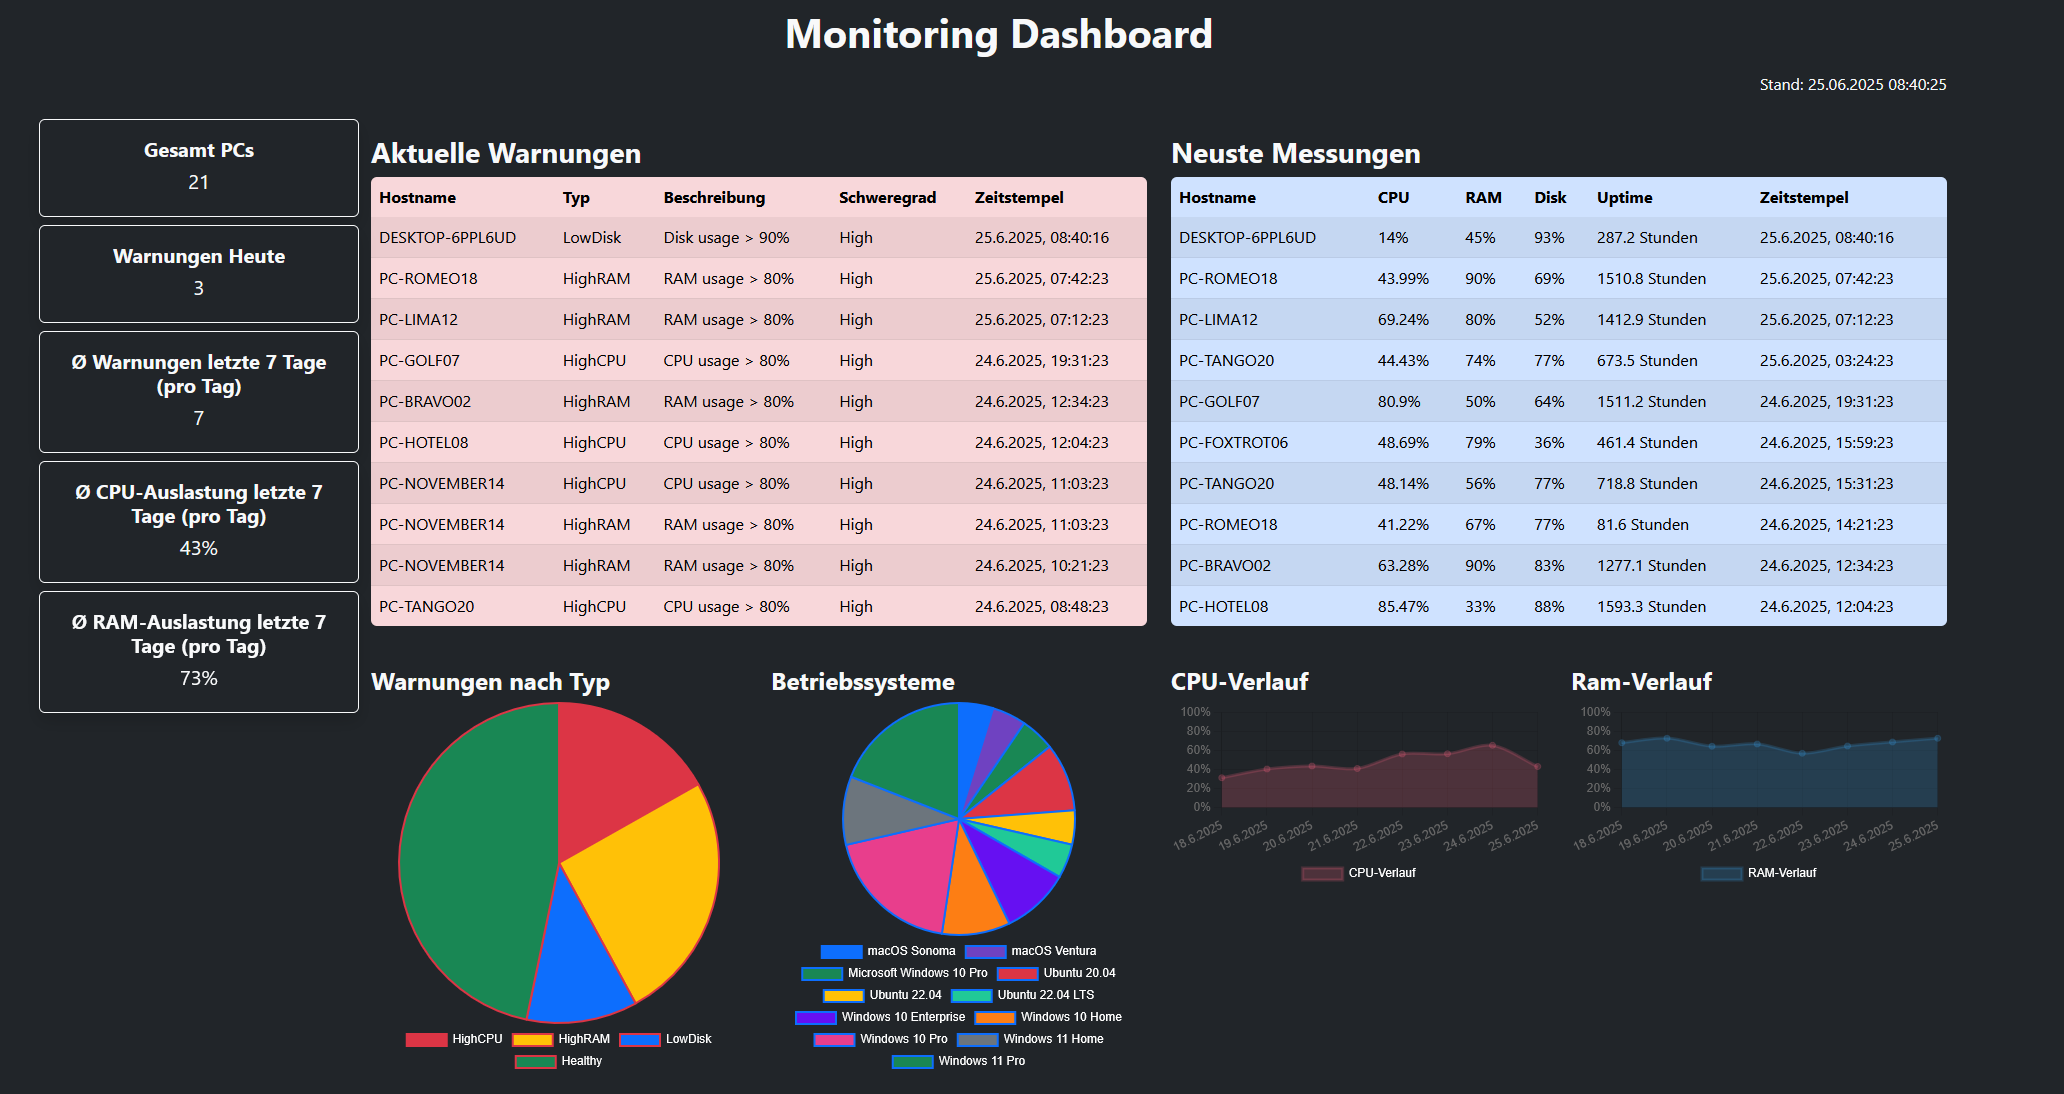 Monitoring Dashboard
Stand: 25.06.2025 08:40:25
Gesamt PCs
21
Warnungen Heute
3
Ø Warnungen letzte 7 Tage
(pro Tag)
7
Ø CPU-Auslastung letzte 7
Tage (pro Tag)
43%
Ø RAM-Auslastung letzte 7
Tage (pro Tag)
73%
Aktuelle Warnungen
Hostname Typ Beschreibung Schweregrad Zeitstempel
DESKTOP-6PPL6UD LowDisk Disk usage > 90% High 25.6.2025, 08:40:16
PC-ROMEO18 HighRAM RAM usage > 80% High 25.6.2025, 07:42:23
PC-LIMA12 HighRAM RAM usage > 80% High 25.6.2025, 07:12:23
PC-GOLF07 HighCPU CPU usage > 80% High 24.6.2025, 19:31:23
PC-BRAVO02 HighRAM RAM usage > 80% High 24.6.2025, 12:34:23
PC-HOTEL08 HighCPU CPU usage > 80% High 24.6.2025, 12:04:23
PC-NOVEMBER14 HighCPU CPU usage > 80% High 24.6.2025, 11:03:23
PC-NOVEMBER14 HighRAM RAM usage > 80% High 24.6.2025, 11:03:23
PC-NOVEMBER14 HighRAM RAM usage > 80% High 24.6.2025, 10:21:23
PC-TANGO20 HighCPU CPU usage > 80% High 24.6.2025, 08:48:23
Neuste Messungen
Hostname CPU RAM Disk Uptime Zeitstempel
DESKTOP-6PPL6UD 14% 45% 93% 287.2 Stunden 25.6.2025, 08:40:16
PC-ROMEO18 43.99% 90% 69% 1510.8 Stunden 25.6.2025, 07:42:23
PC-LIMA12 69.24% 80% 52% 1412.9 Stunden 25.6.2025, 07:12:23
PC-TANGO20 44.43% 74% 77% 673.5 Stunden 25.6.2025, 03:24:23
PC-GOLF07 80.9% 50% 64% 1511.2 Stunden 24.6.2025, 19:31:23
PC-FOXTROT06 48.69% 79% 36% 461.4 Stunden 24.6.2025, 15:59:23
PC-TANGO20 48.14% 56% 77% 718.8 Stunden 24.6.2025, 15:31:23
PC-ROMEO18 41.22% 67% 77% 81.6 Stunden 24.6.2025, 14:21:23
PC-BRAVO02 63.28% 90% 83% 1277.1 Stunden 24.6.2025, 12:34:23
PC-HOTEL08 85.47% 33% 88% 1593.3 Stunden 24.6.2025, 12:04:23
Warnungen nach Typ
HighCPU HighRAM LowDisk
Healthy
Betriebssysteme
macOS Sonoma macOS Ventura
Microsoft Windows 10 Pro Ubuntu 20.04
Ubuntu 22.04 Ubuntu 22.04 LTS
Windows 10 Enterprise Windows 10 Home
Windows 10 Pro Windows 11 Home
Windows 11 Pro
CPU-Verlauf
100%
80%
60%
40%
20%
0%
18.6.2025 19.6.2025 20.6.2025 21.6.2025 22.6.2025 23.6.2025 24.6.2025 25.6.2025
CPU-Verlauf
Ram-Verlauf
100%
80%
60%
40%
20%
0%
18.6.2025 19.6.2025 20.6.2025 21.6.2025 22.6.2025 23.6.2025 24.6.2025 25.6.2025
RAM-Verlauf